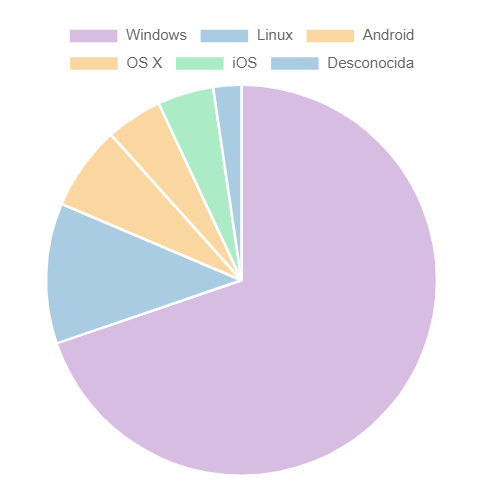 Windows Linux Android
OS X iOS Desconocida